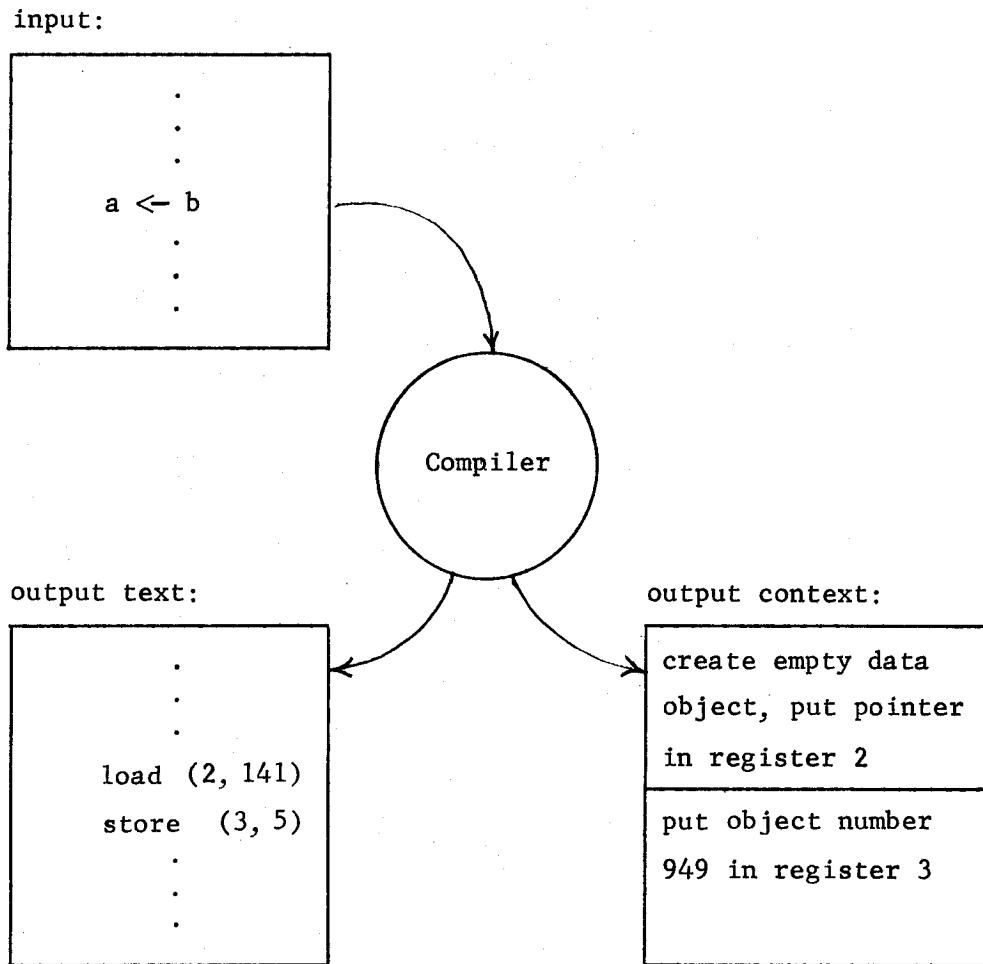 input:
.
.
.
a <- b
.
.
.
Compiler
output text:
.
.
.
load (2, 141)
store (3, 5)
.
.
.
output context:
create empty data
object, put pointer
in register 2
put object number
949 in register 3